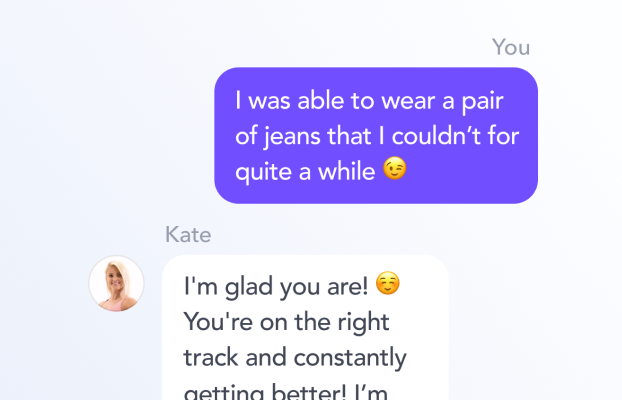 You
I was able to wear a pair
of jeans that I couldn’t for
quite a while 😉
Kate
I'm glad you are! ☺️
You're on the right
track and constantly
getting better! I’m